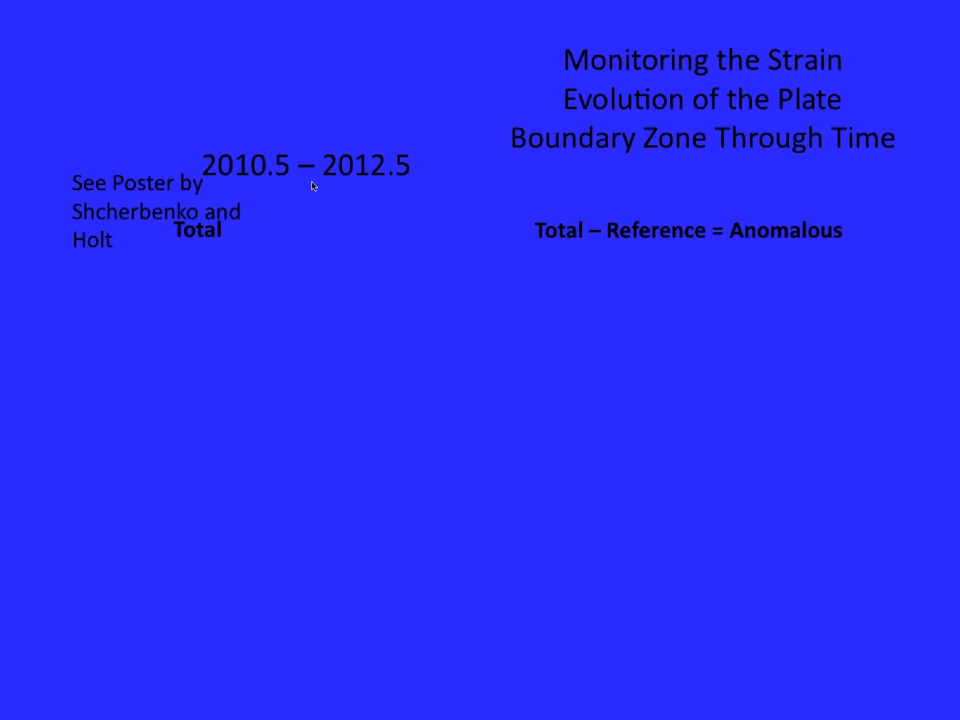 Monitoring the Strain
Evolution of the Plate
Boundary Zone Through Time
2010.5 – 2012.5
See Poster by
Shcherbenko and
Holt
Total
Total – Reference = Anomalous